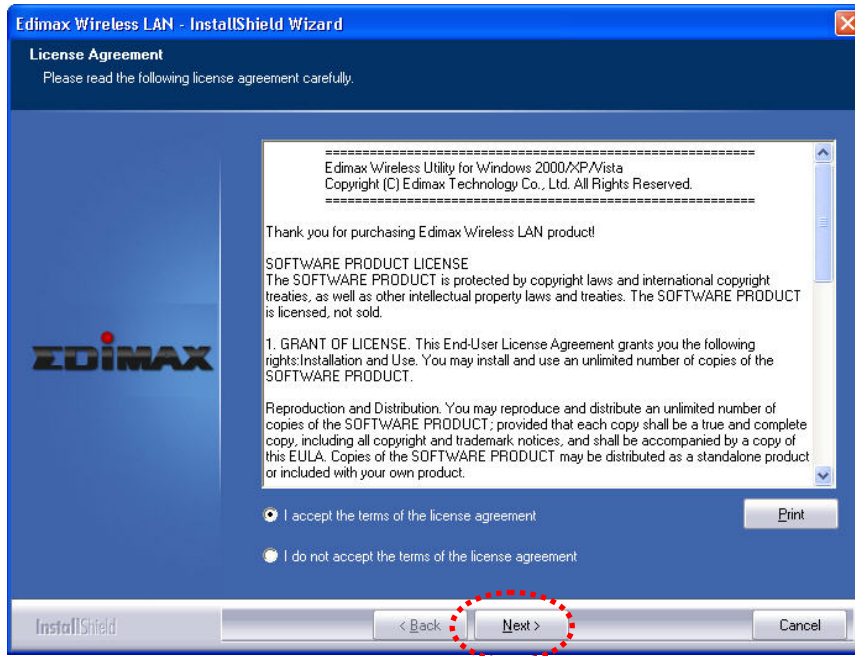 Edimax Wireless LAN - InstallShield Wizard
License Agreement
Please read the following license agreement carefully.
===========================================================
Edimax Wireless Utility for Windows 2000/XP/Vista
Copyright (C) Edimax Technology Co., Ltd. All Rights Reserved.
===========================================================
Thank you for purchasing Edimax Wireless LAN product!
SOFTWARE PRODUCT LICENSE
The SOFTWARE PRODUCT is protected by copyright laws and international copyright
treaties, as well as other intellectual property laws and treaties. The SOFTWARE PRODUCT
is licensed, not sold.
1. GRANT OF LICENSE. This End-User License Agreement grants you the following
rights:Installation and Use. You may install and use an unlimited number of copies of the
SOFTWARE PRODUCT.
Reproduction and Distribution. You may reproduce and distribute an unlimited number of
copies of the SOFTWARE PRODUCT; provided that each copy shall be a true and complete
copy, including all copyright and trademark notices, and shall be accompanied by a copy of
this EULA. Copies of the SOFTWARE PRODUCT may be distributed as a standalone product
or included with your own product.
EDIMAX
I accept the terms of the license agreement
Print
I do not accept the terms of the license agreement
InstallShield
< Back
Next >
Cancel